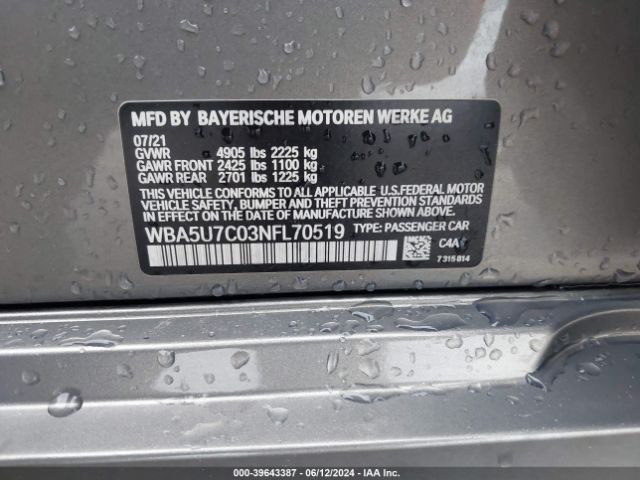 MFD BY BAYERISCHE MOTOREN WERKE AG
07/21
GVWR 4905 lbs 2225 kg
GAWR FRONT 2425 lbs 1100 kg
GAWR REAR 2701 lbs 1225 kg
THIS VEHICLE CONFORMS TO ALL APPLICABLE U.S.FEDERAL MOTOR
VEHICLE SAFETY, BUMPER AND THEFT PREVENTION STANDARDS
IN EFFECT ON THE DATE OF MANUFACTURE SHOWN ABOVE.
WBA5U7C03NFL70519 TYPE: PASSENGER CAR
7 315 814
000-39643387 - 06/12/2024 - IAA Inc.